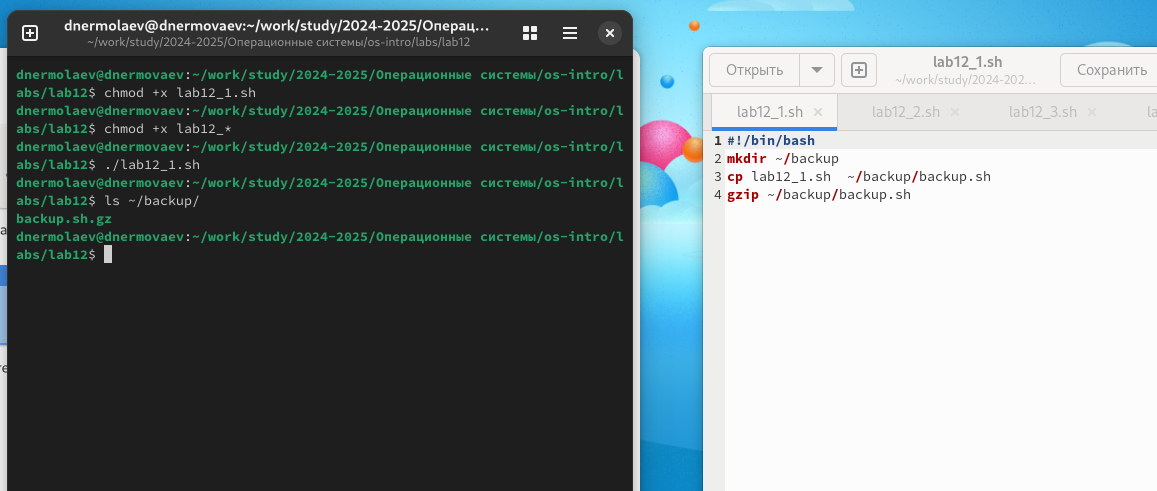 dnermolaev@dnermovaev:~/work/study/2024-2025/Операц...
~/work/study/2024-2025/Операционные системы/os-intro/labs/lab12
dnermolaev@dnermovaev:~/work/study/2024-2025/Операционные системы/os-intro/l
abs/lab12$ chmod +x lab12_1.sh
dnermolaev@dnermovaev:~/work/study/2024-2025/Операционные системы/os-intro/l
abs/lab12$ chmod +x lab12_*
dnermolaev@dnermovaev:~/work/study/2024-2025/Операционные системы/os-intro/l
abs/lab12$ ./lab12_1.sh
dnermolaev@dnermovaev:~/work/study/2024-2025/Операционные системы/os-intro/l
abs/lab12$ ls ~/backup/
backup.sh.gz
dnermolaev@dnermovaev:~/work/study/2024-2025/Операционные системы/os-intro/l
abs/lab12$
Открыть
lab12_1.sh
~/work/study/2024-202...
Сохранить
lab12_1.sh
lab12_2.sh
lab12_3.sh
1 #!/bin/bash
2 mkdir ~/backup
3 cp lab12_1.sh  ~/backup/backup.sh
4 gzip ~/backup/backup.sh